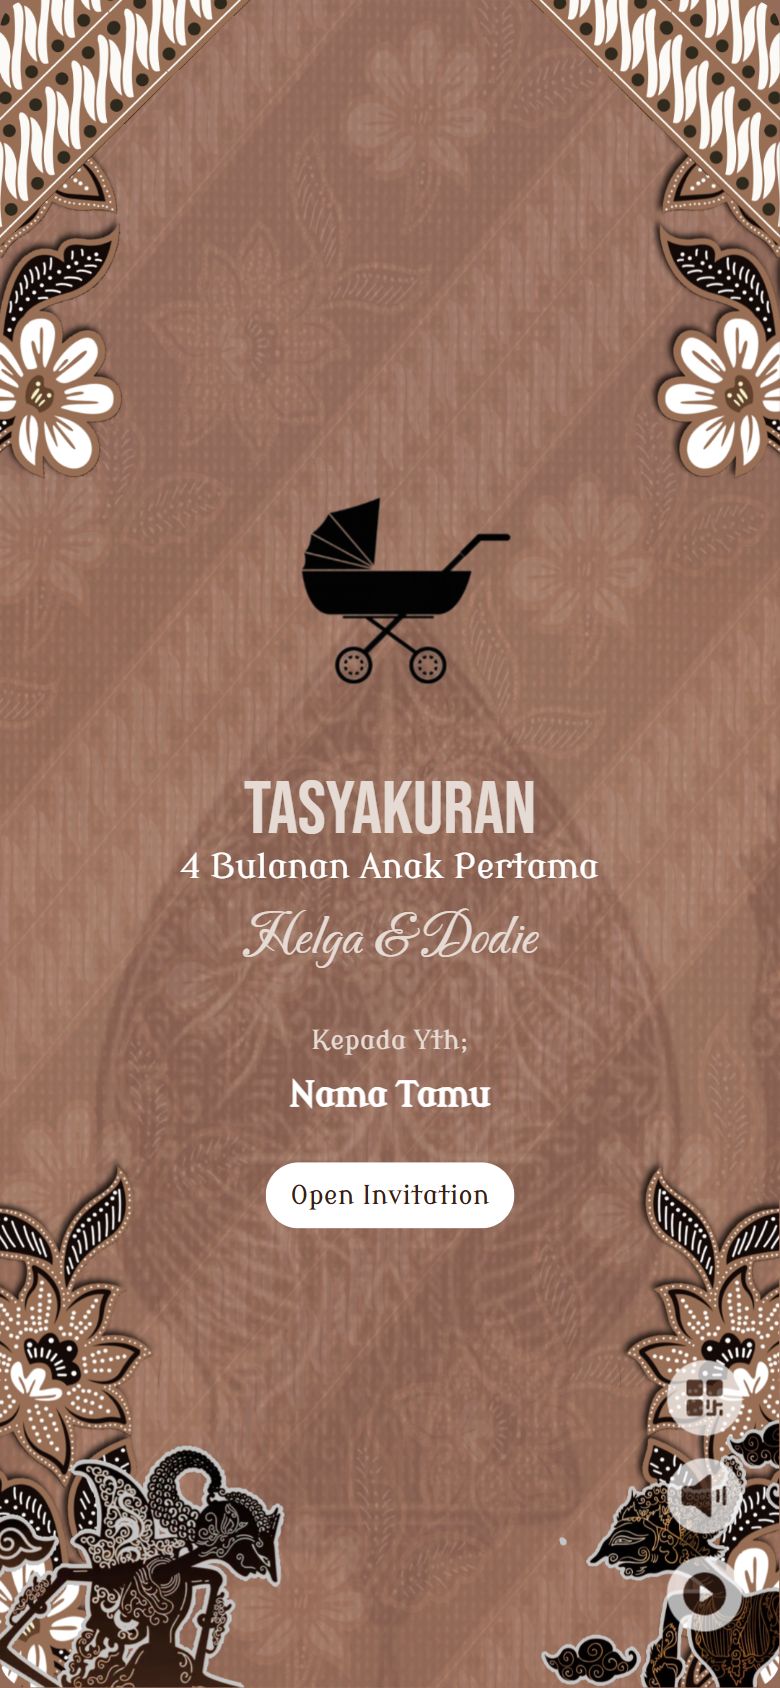 TASYAKURAN
4 Bulanan Anak Pertama
Helga & Dodie
Kepada Yth;
Nama Tamu
Open Invitation